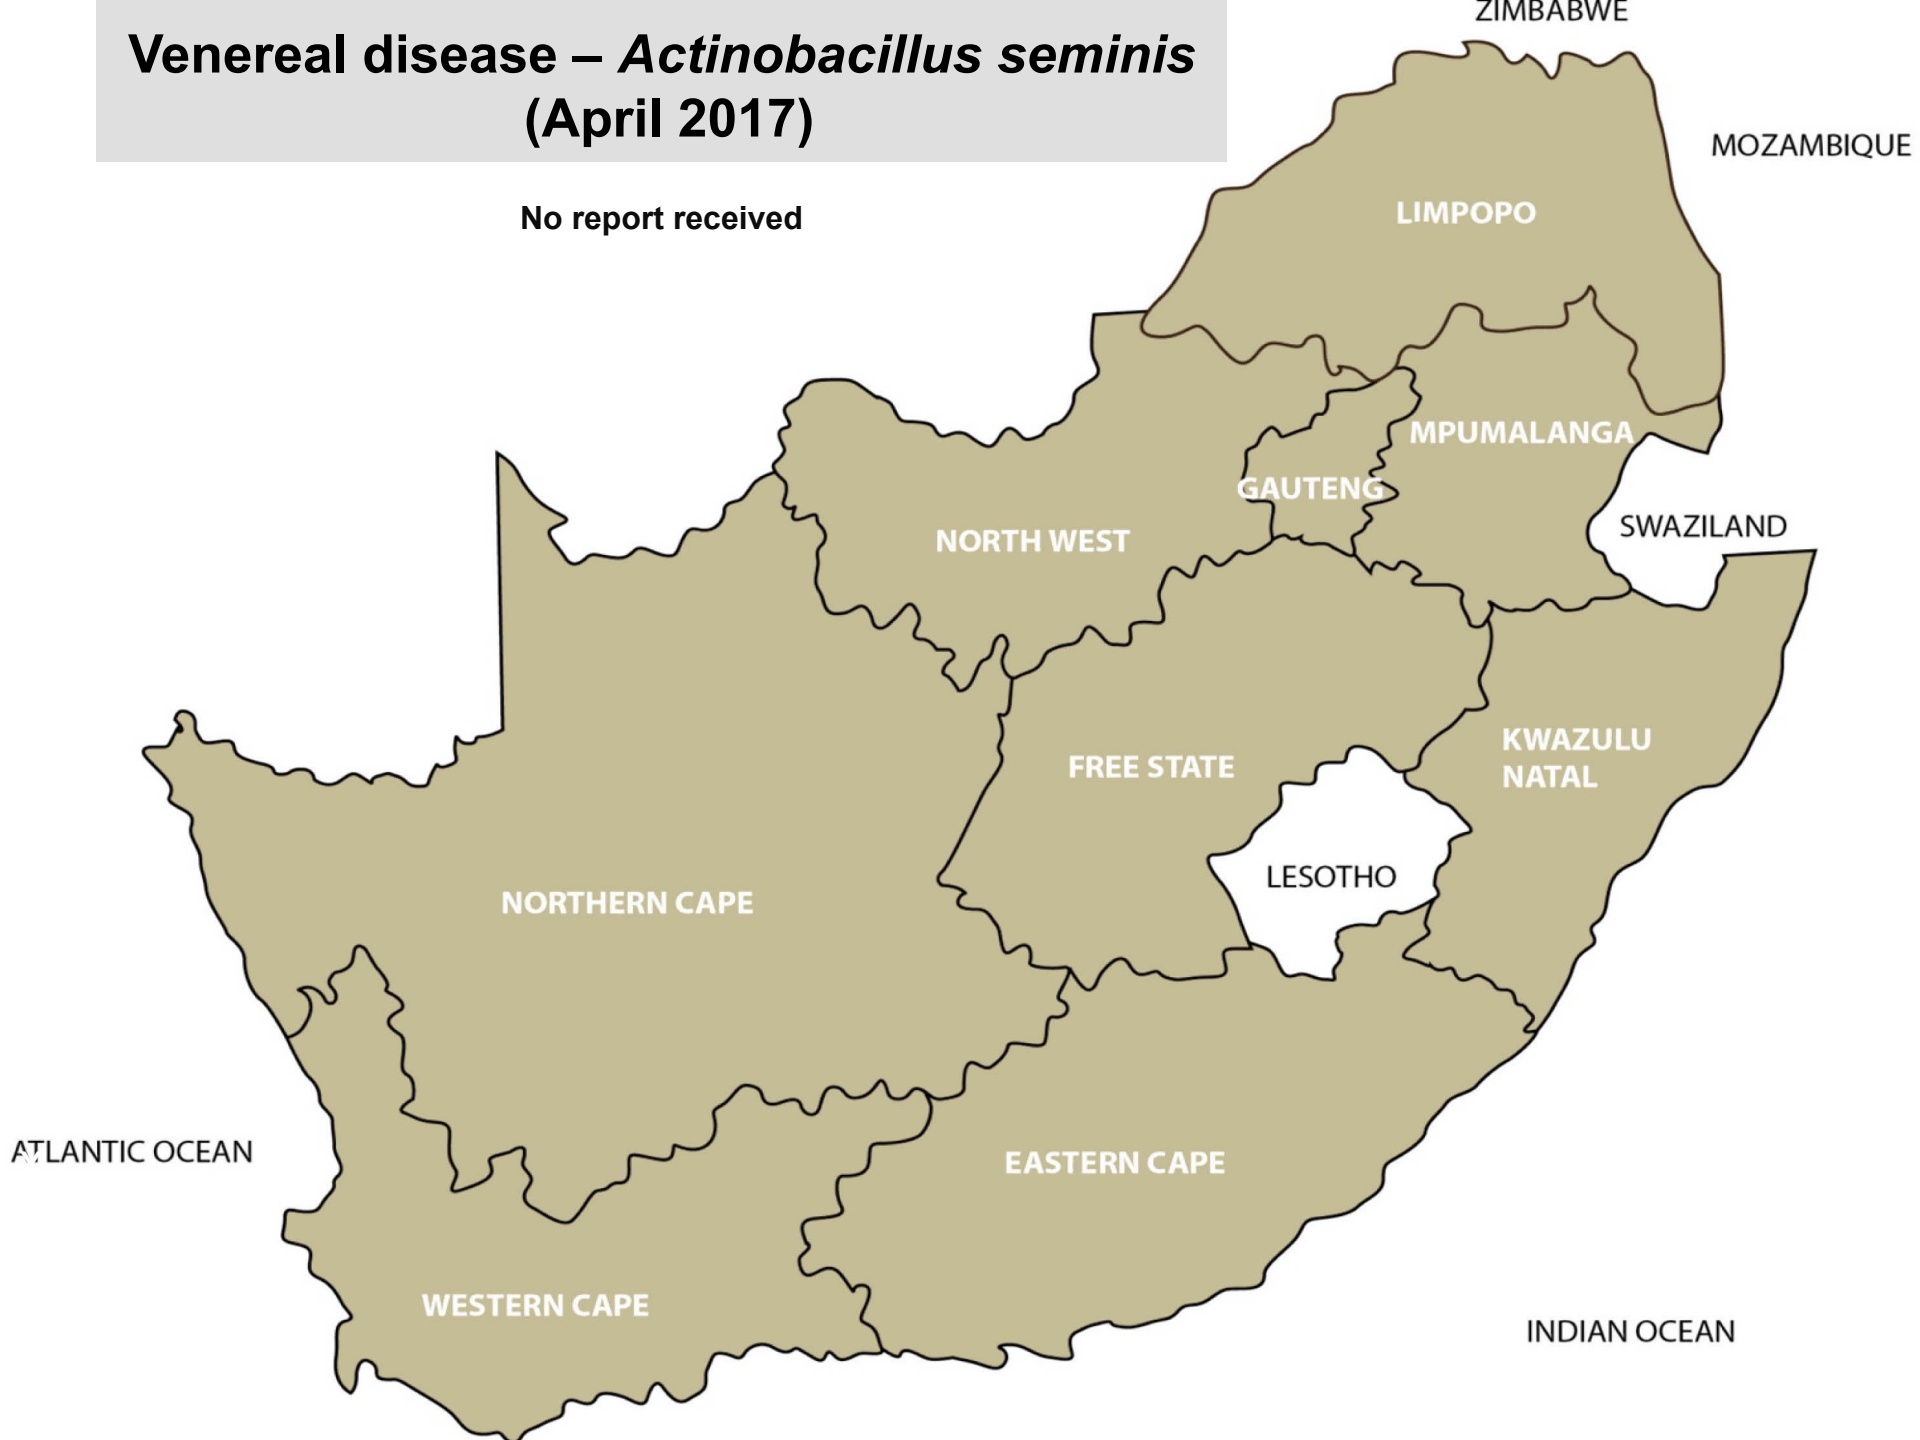 Venereal disease – Actinobacillus seminis
(April 2017)
No report received
ZIMBABWE
MOZAMBIQUE
LIMPOPO
MPUMALANGA
GAUTENG
NORTH WEST
SWAZILAND
KWAZULU
NATAL
FREE STATE
LESOTHO
NORTHERN CAPE
ATLANTIC OCEAN
EASTERN CAPE
WESTERN CAPE
INDIAN OCEAN